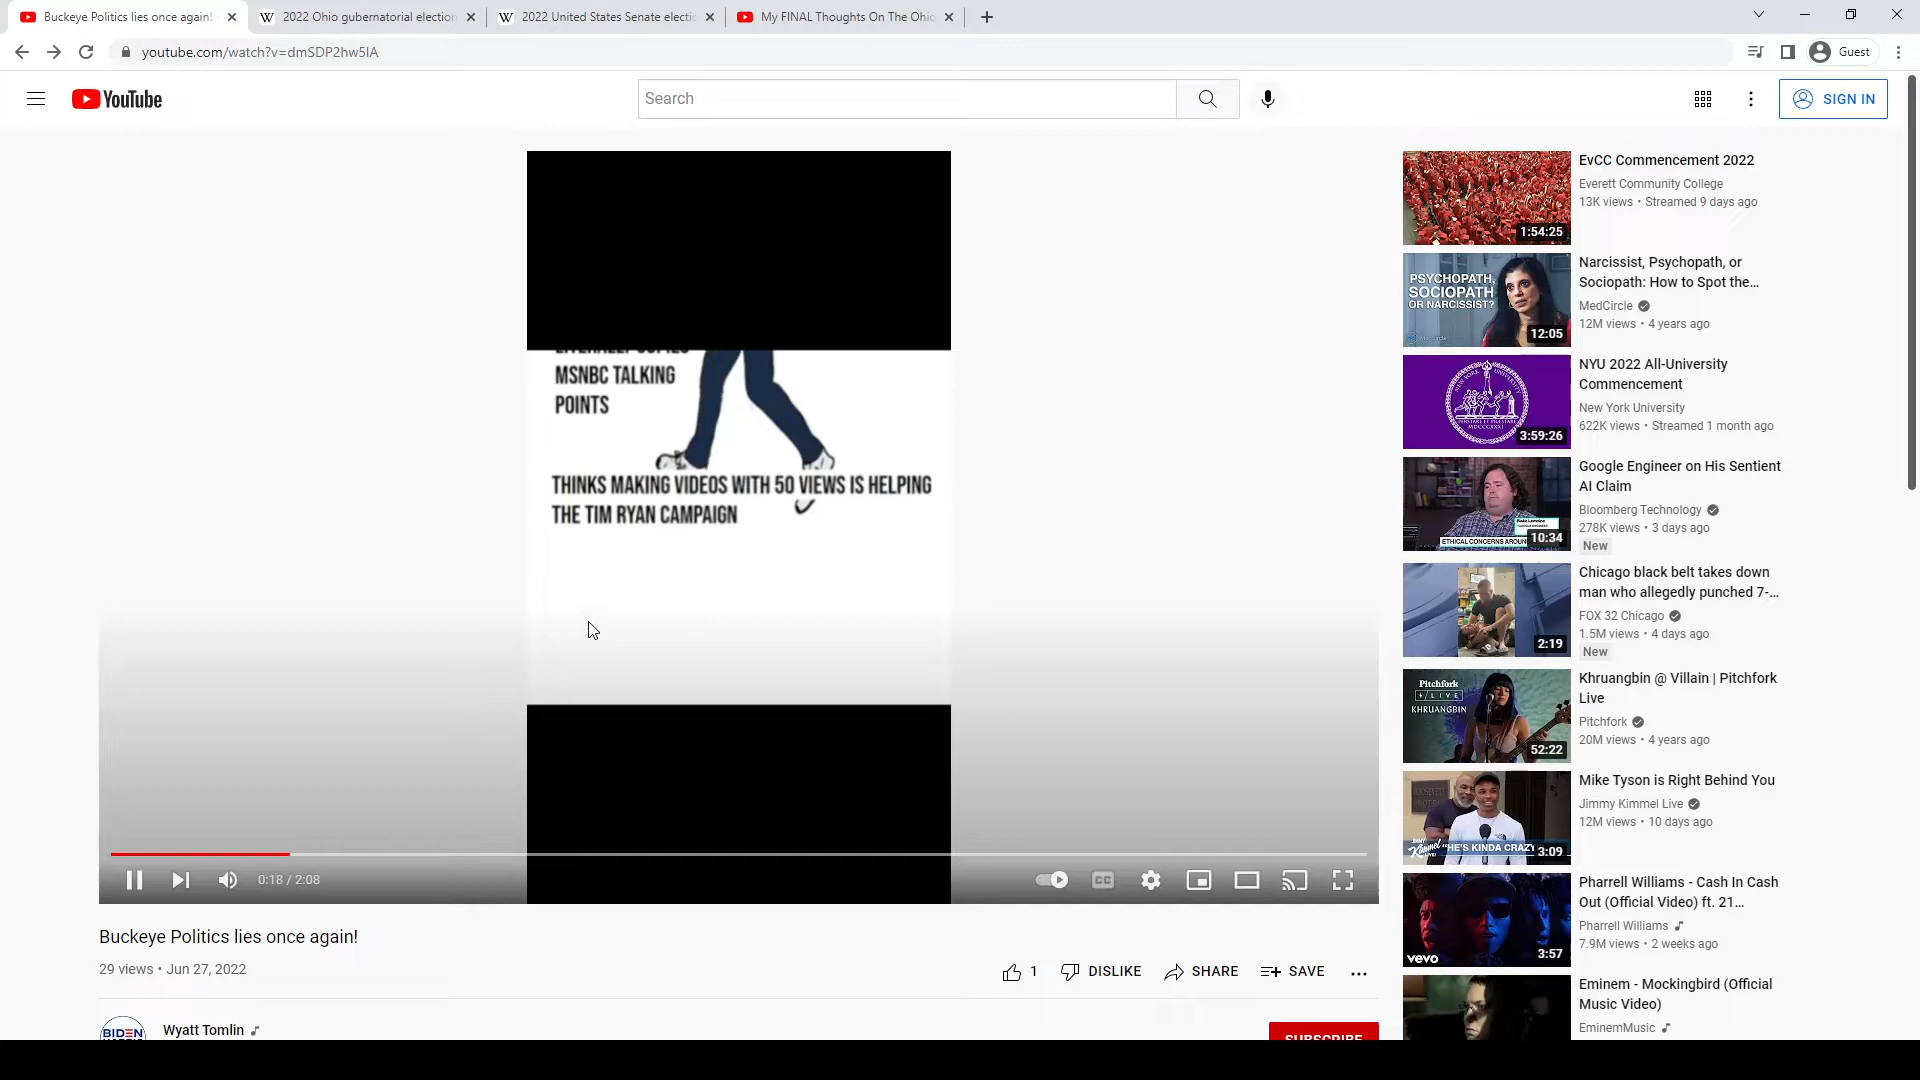 Buckeye Politics lies once again!
2022 Ohio gubernatorial election
2022 United States Senate electi
My FINAL Thoughts On The Ohio
youtube.com/watch?v=dmSDP2hw5IA
Guest
YouTube
Search
SIGN IN
MSNBC TALKING
POINTS
THINKS MAKING VIDEOS WITH 50 VIEWS IS HELPING
THE TIM RYAN CAMPAIGN
0:18 / 2:08
CC
Buckeye Politics lies once again!
29 views • Jun 27, 2022
1
DISLIKE
SHARE
SAVE
BIDEN
Wyatt Tomlin
SUBSCRIBE
1:54:25
EvCC Commencement 2022
Everett Community College
13K views • Streamed 9 days ago
PSYCHOPATH,
SOCIOPATH
OR NARCISSIST?
12:05
Narcissist, Psychopath, or
Sociopath: How to Spot the...
MedCircle
12M views • 4 years ago
3:59:26
NYU 2022 All-University
Commencement
New York University
622K views • Streamed 1 month ago
ETHICAL CONCERNS AROUN
10:34
Google Engineer on His Sentient
AI Claim
Bloomberg Technology
278K views • 3 days ago
New
2:19
Chicago black belt takes down
man who allegedly punched 7-...
FOX 32 Chicago
1.5M views • 4 days ago
New
Pitchfork
LIVE
KHRUANGBIN
52:22
Khruangbin @ Villain | Pitchfork
Live
Pitchfork
20M views • 4 years ago
Kimmel
"HE'S KINDA CRAZY
3:09
Mike Tyson is Right Behind You
Jimmy Kimmel Live
12M views • 10 days ago
vevo
3:57
Pharrell Williams - Cash In Cash
Out (Official Video) ft. 21...
Pharrell Williams
7.9M views • 2 weeks ago
Eminem - Mockingbird (Official
Music Video)
EminemMusic